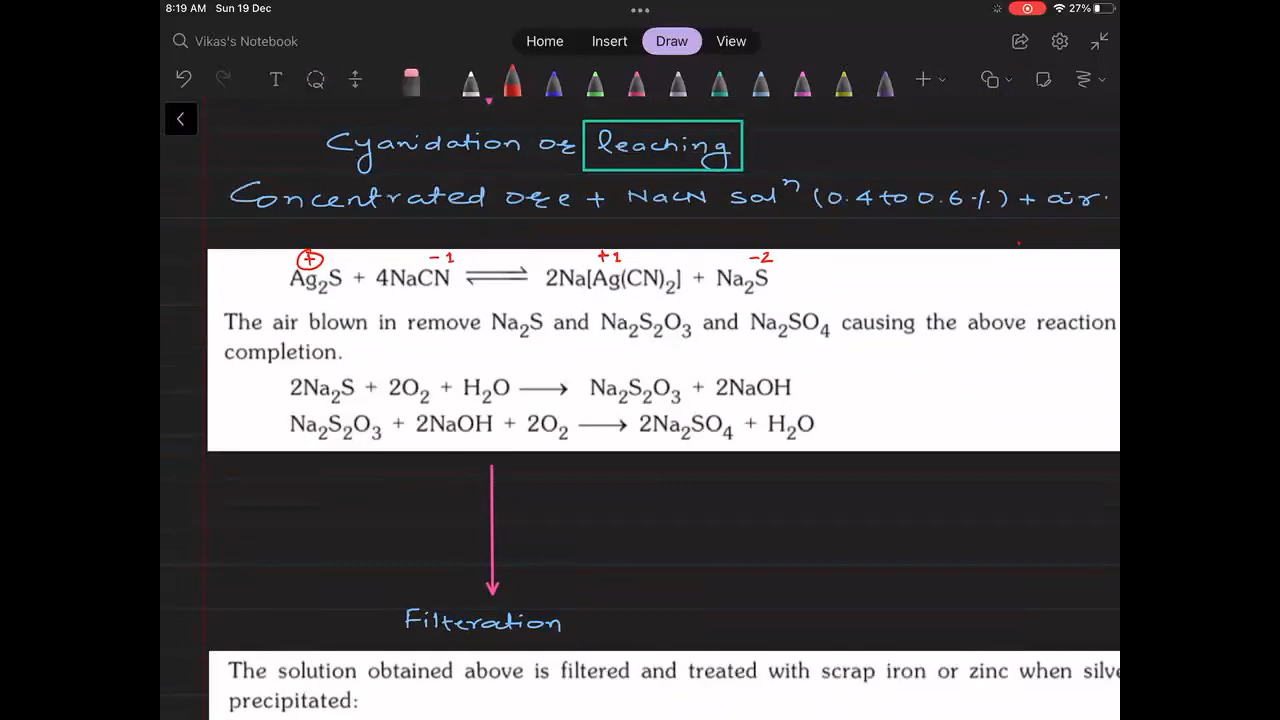 8:19 AM Sun 19 Dec
27%
Vikas's Notebook
Home Insert Draw View
T
Cyanidation or leaching
Concentrated ore + NaCN solⁿ (0.4 to 0.6%) + air.
+ -1 +1 -2
Ag₂S + 4NaCN ⇌ 2Na[Ag(CN)₂] + Na₂S
The air blown in remove Na₂S and Na₂S₂O₃ and Na₂SO₄ causing the above reaction
completion.
2Na₂S + 2O₂ + H₂O ⟶ Na₂S₂O₃ + 2NaOH
Na₂S₂O₃ + 2NaOH + 2O₂ ⟶ 2Na₂SO₄ + H₂O
Filteration
The solution obtained above is filtered and treated with scrap iron or zinc when silve
precipitated: